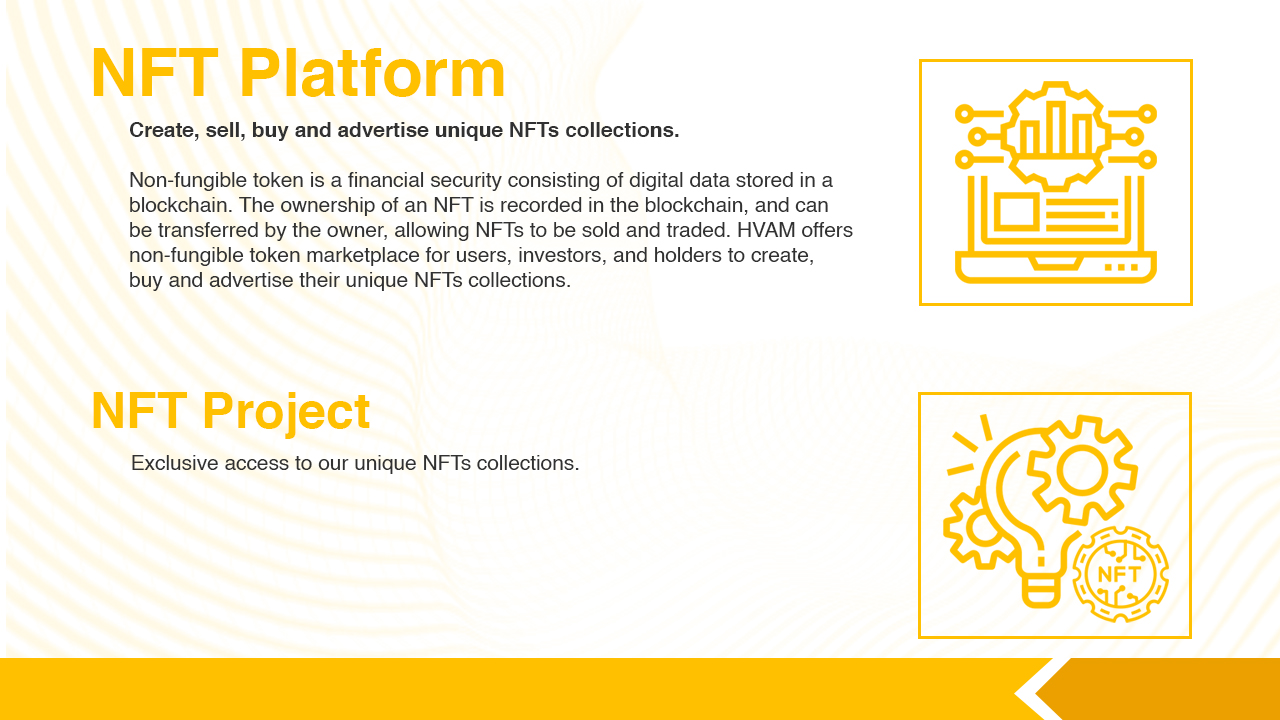 NFT Platform
Create, sell, buy and advertise unique NFTs collections.
Non-fungible token is a financial security consisting of digital data stored in a
blockchain. The ownership of an NFT is recorded in the blockchain, and can
be transferred by the owner, allowing NFTs to be sold and traded. HVAM offers
non-fungible token marketplace for users, investors, and holders to create,
buy and advertise their unique NFTs collections.
NFT Project
Exclusive access to our unique NFTs collections.
NFT